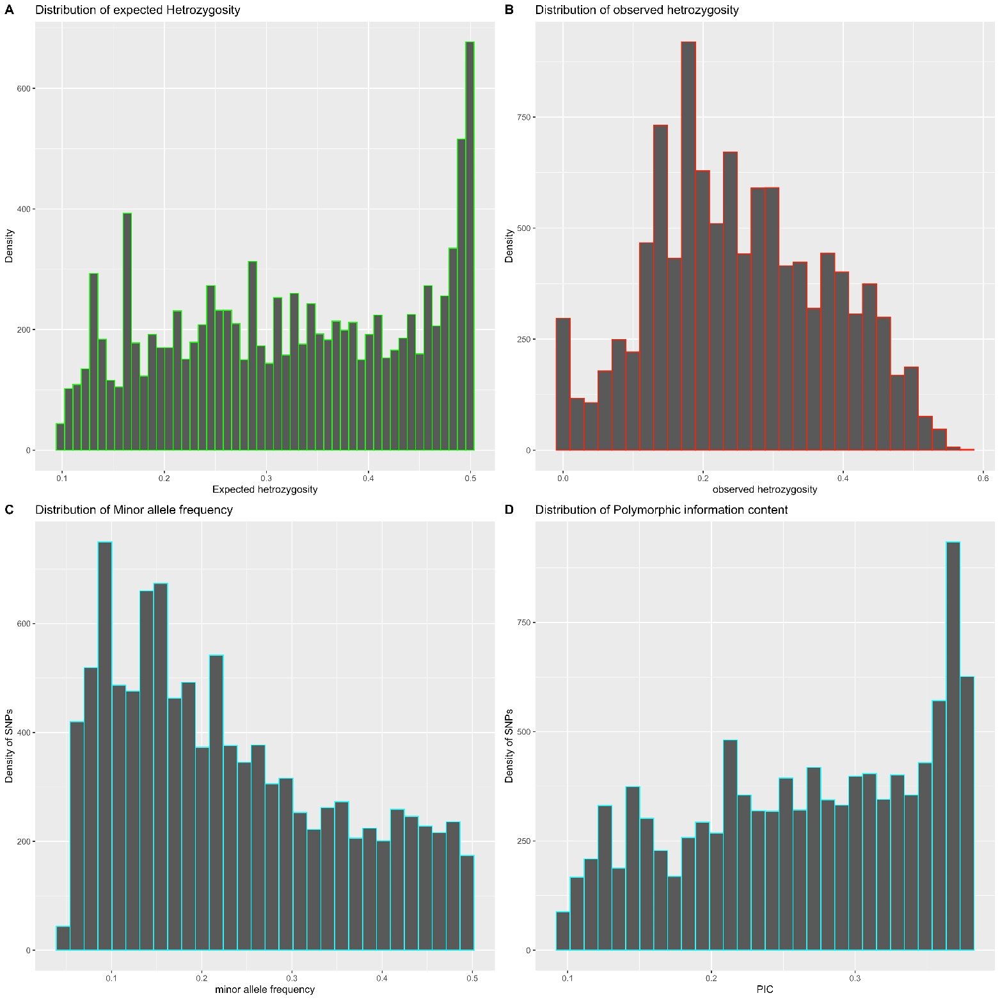 A Distribution of expected Hetrozygosity
Density
600
400
200
0
0.1 0.2 0.3 0.4 0.5
Expected hetrozygosity
B Distribution of observed hetrozygosity
Density
750
500
250
0
0.0 0.2 0.4 0.6
observed hetrozygosity
C Distribution of Minor allele frequency
Density of SNPs
600
400
200
0
0.1 0.2 0.3 0.4 0.5
minor allele frequency
D Distribution of Polymorphic information content
Density of SNPs
750
500
250
0
0.1 0.2 0.3
PIC